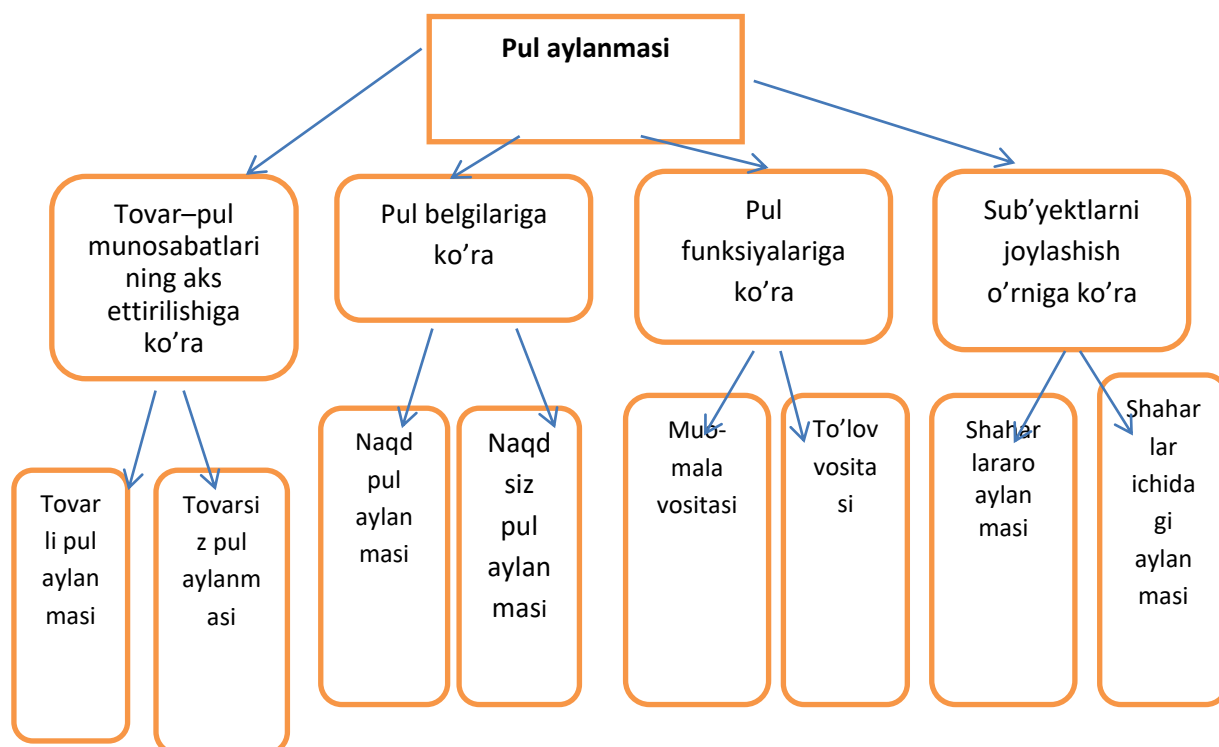 Pul aylanmasi
Tovar–pul
munosabatlari
ning aks
ettirilishiga
ko’ra
Pul belgilariga
ko’ra
Pul
funksiyalariga
ko’ra
Sub’yektlarni
joylashish
o’rniga ko’ra
Tovar
li pul
aylan
masi
Tovarsi
z pul
aylanm
asi
Naqd
pul
aylan
masi
Naqd
siz
pul
aylan
masi
Muo-
mala
vositasi
To’lov
vosita
si
Shahar
lararo
aylan
masi
Shahar
lar
ichida
gi
aylan
masi